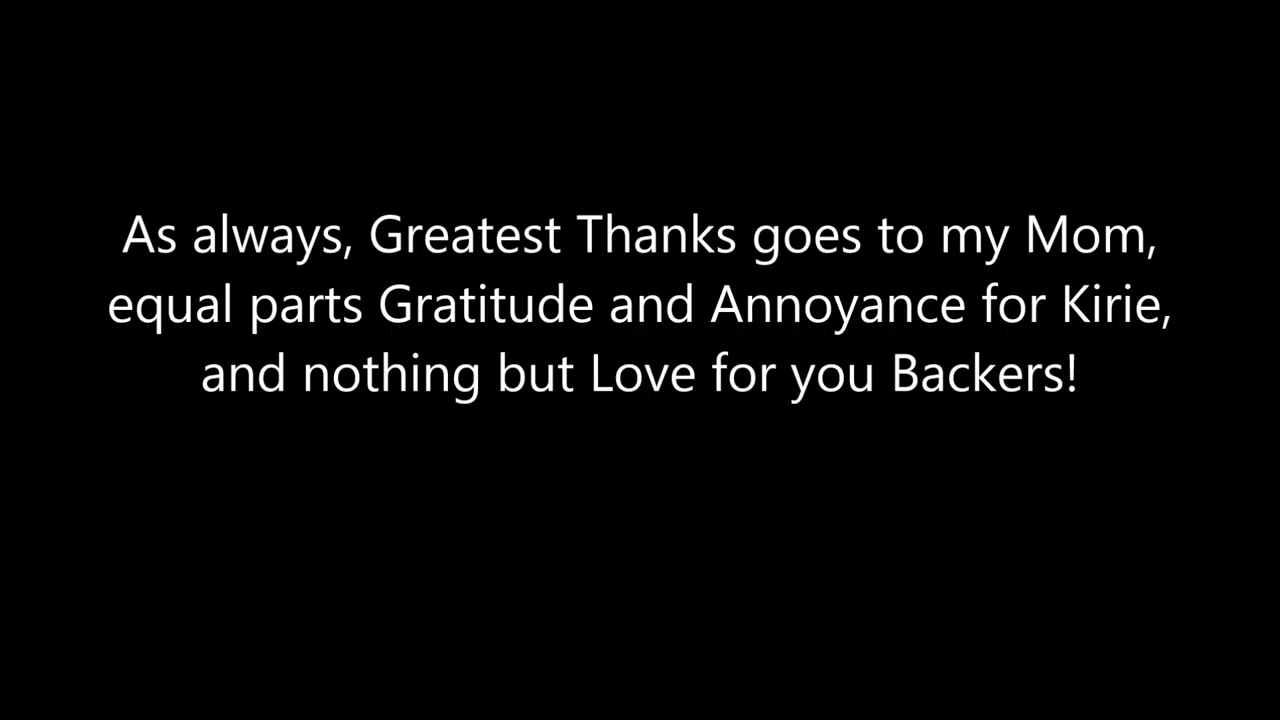 As always, Greatest Thanks goes to my Mom,
equal parts Gratitude and Annoyance for Kirie,
and nothing but Love for you Backers!